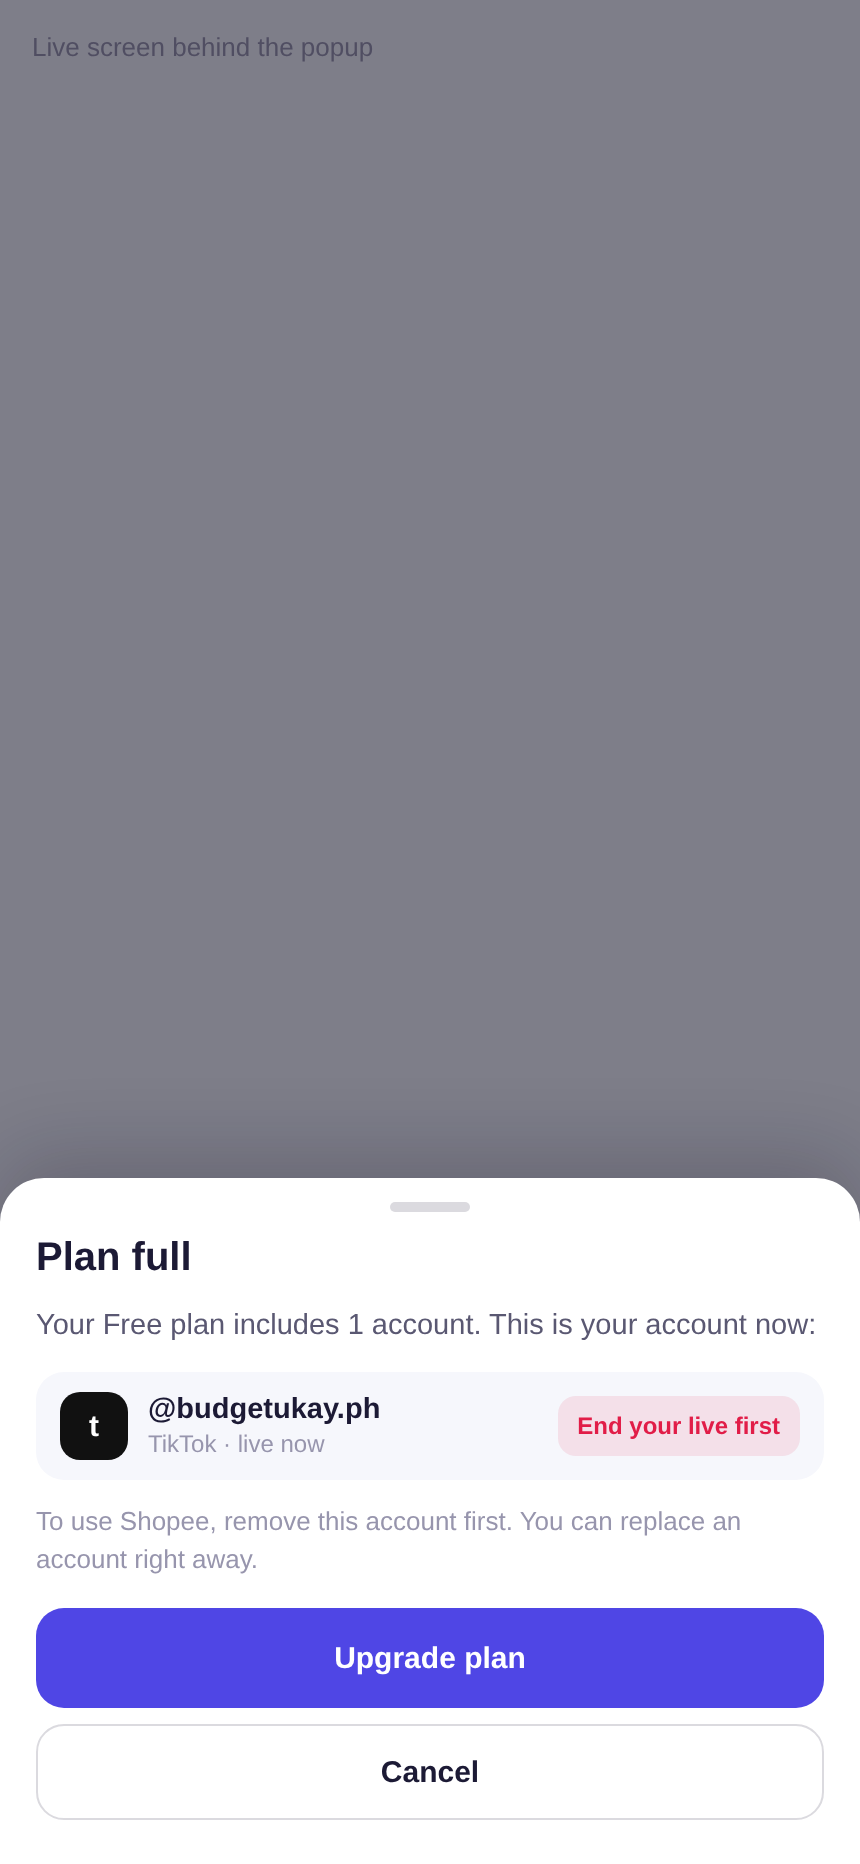 Live screen behind the popup
Plan full
Your Free plan includes 1 account. This is your account now:
t
@budgetukay.ph
TikTok · live now
End your live first
To use Shopee, remove this account first. You can replace an
account right away.
Upgrade plan
Cancel